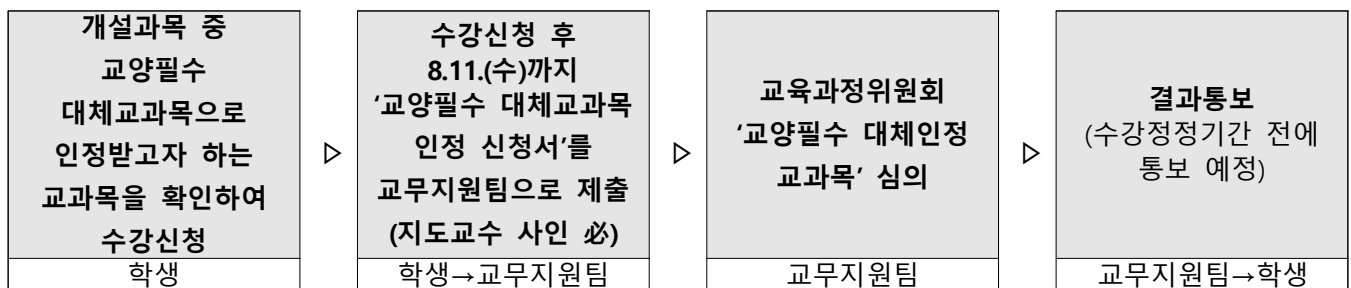 개설과목 중
교양필수
대체교과목으로
인정받고자 하는
교과목을 확인하여
수강신청
학생
▷
수강신청 후
8.11.(수)까지
‘교양필수 대체교과목
인정 신청서’를
교무지원팀으로 제출
(지도교수 사인 必)
학생→교무지원팀
▷
교육과정위원회
‘교양필수 대체인정
교과목’ 심의
교무지원팀
▷
결과통보
(수강정정기간 전에
통보 예정)
교무지원팀→학생